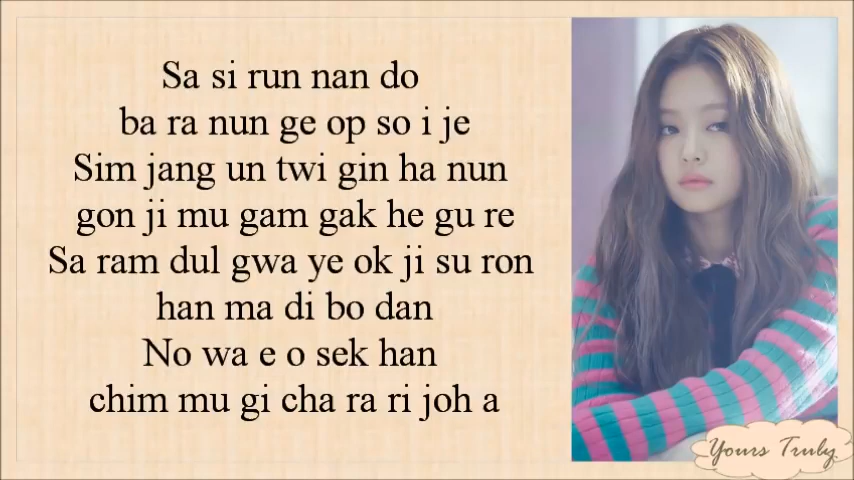 Sa si run nan do
ba ra nun ge op so i je
Sim jang un twi gin ha nun
gon ji mu gam gak he gu re
Sa ram dul gwa ye ok ji su ron
han ma di bo dan
No wa e o sek han
chim mu gi cha ra ri joh a
Yours Truly